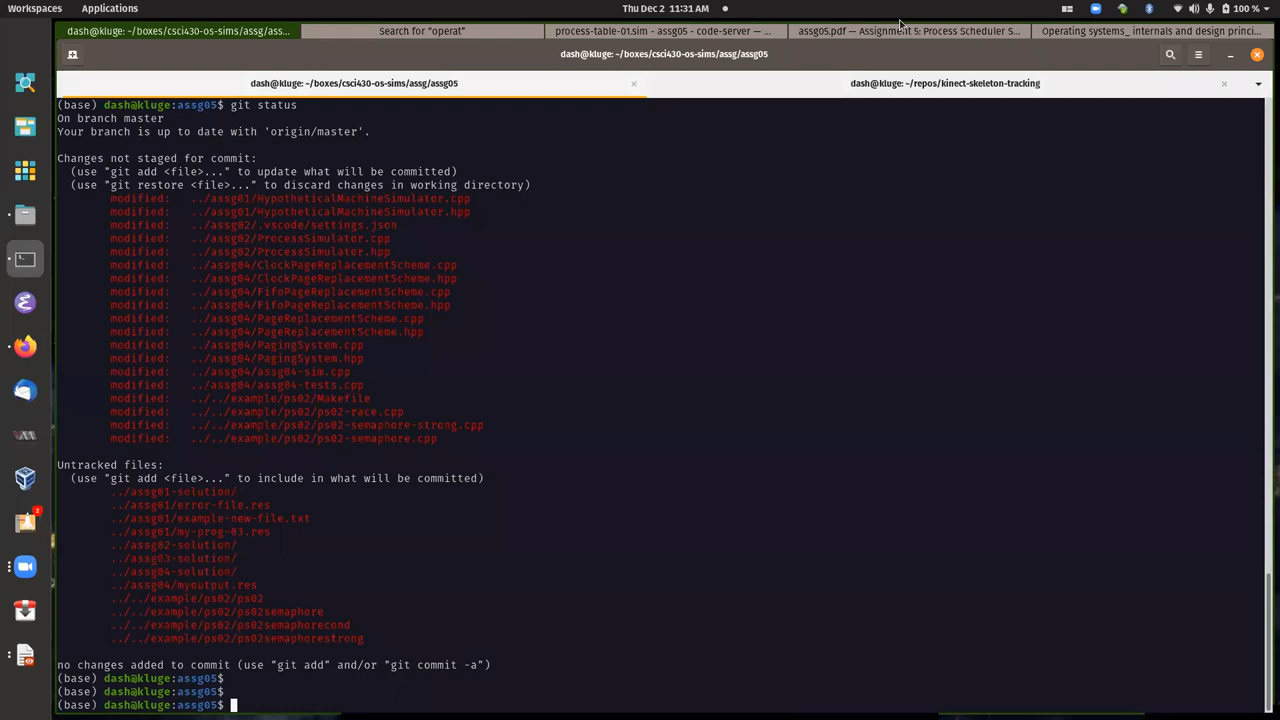 Workspaces Applications Thu Dec 2 11:31 AM 100 %
dash@kluge: ~/boxes/csci430-os-sims/assg/ass... Search for "operat" process-table-01.sim - assg05 - code-server — ... assg05.pdf — Assignment 5: Process Scheduler S... Operating systems_ internals and design princi...
dash@kluge: ~/boxes/csci430-os-sims/assg/assg05
dash@kluge: ~/boxes/csci430-os-sims/assg/assg05 × dash@kluge: ~/repos/kinect-skeleton-tracking ×
(base) dash@kluge:assg05$ git status
On branch master
Your branch is up to date with 'origin/master'.
Changes not staged for commit:
(use "git add <file>..." to update what will be committed)
(use "git restore <file>..." to discard changes in working directory)
modified: ../assg01/HypotheticalMachineSimulator.cpp
modified: ../assg01/HypotheticalMachineSimulator.hpp
modified: ../assg02/.vscode/settings.json
modified: ../assg02/ProcessSimulator.cpp
modified: ../assg02/ProcessSimulator.hpp
modified: ../assg04/ClockPageReplacementScheme.cpp
modified: ../assg04/ClockPageReplacementScheme.hpp
modified: ../assg04/FifoPageReplacementScheme.cpp
modified: ../assg04/FifoPageReplacementScheme.hpp
modified: ../assg04/PageReplacementScheme.cpp
modified: ../assg04/PageReplacementScheme.hpp
modified: ../assg04/PagingSystem.cpp
modified: ../assg04/PagingSystem.hpp
modified: ../assg04/assg04-sim.cpp
modified: ../assg04/assg04-tests.cpp
modified: ../../example/ps02/Makefile
modified: ../../example/ps02/ps02-race.cpp
modified: ../../example/ps02/ps02-semaphore-strong.cpp
modified: ../../example/ps02/ps02-semaphore.cpp
Untracked files:
(use "git add <file>..." to include in what will be committed)
../assg01-solution/
../assg01/error-file.res
../assg01/example-new-file.txt
../assg01/my-prog-03.res
../assg02-solution/
../assg03-solution/
../assg04-solution/
../assg04/myoutput.res
../../example/ps02/ps02
../../example/ps02/ps02semaphore
../../example/ps02/ps02semaphorecond
../../example/ps02/ps02semaphorestrong
no changes added to commit (use "git add" and/or "git commit -a")
(base) dash@kluge:assg05$
(base) dash@kluge:assg05$
(base) dash@kluge:assg05$